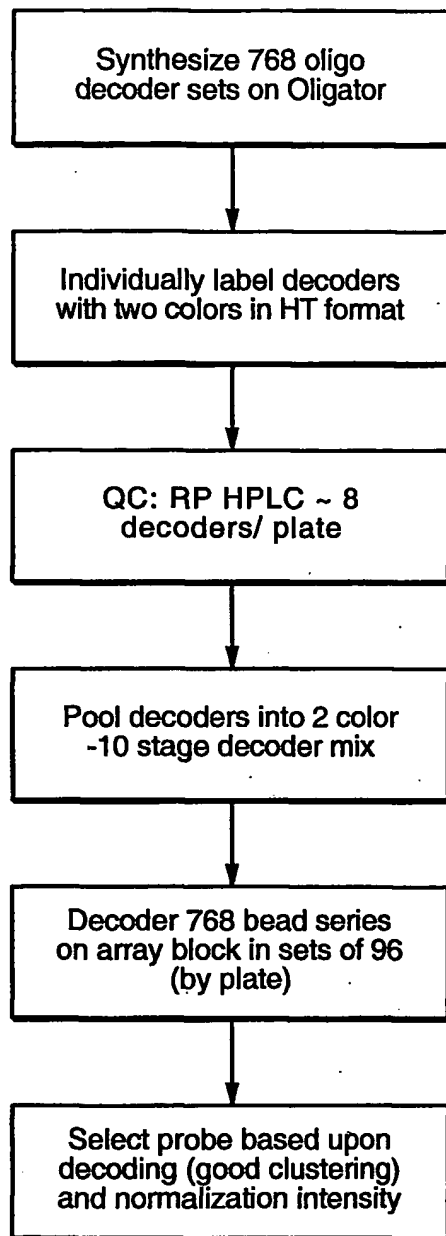 Synthesize 768 oligo
decoder sets on Oligator
Individually label decoders
with two colors in HT format
QC: RP HPLC ~ 8
decoders/ plate
Pool decoders into 2 color
-10 stage decoder mix
Decoder 768 bead series
on array block in sets of 96
(by plate)
Select probe based upon
decoding (good clustering)
and normalization intensity